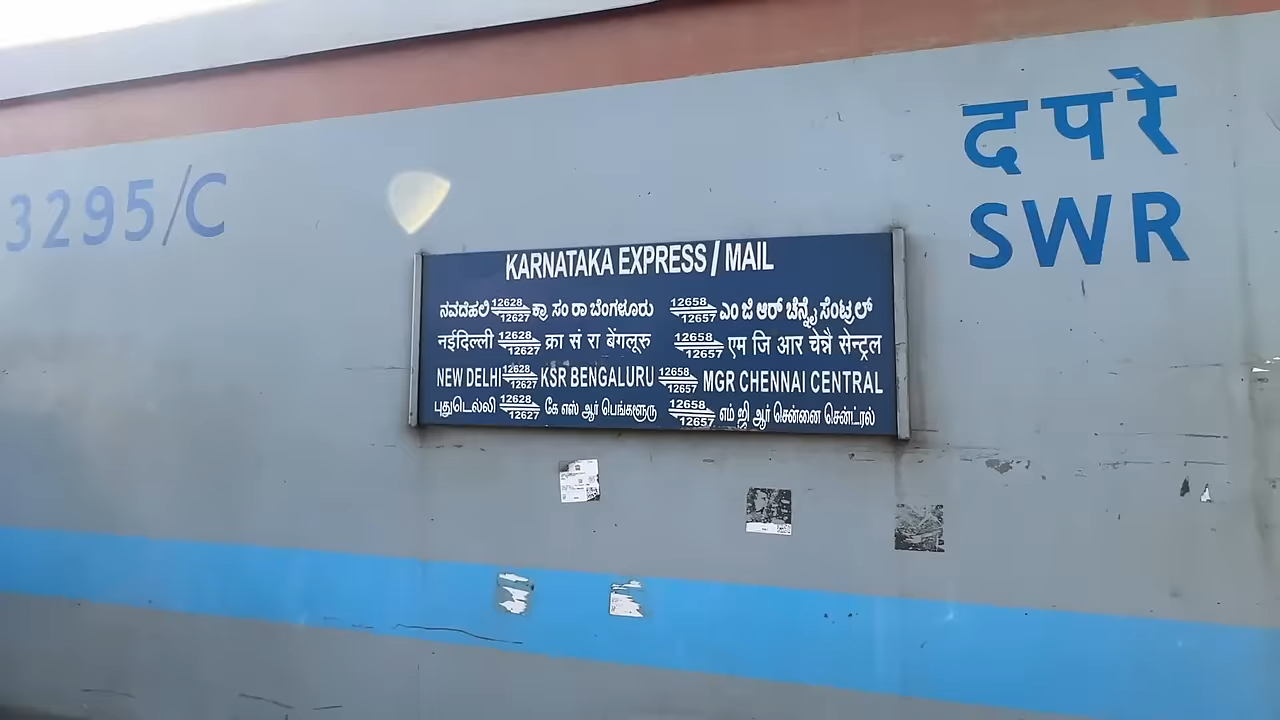 दपरे
SWR
3295/C
KARNATAKA EXPRESS / MAIL
ನವದೆಹಲಿ 12628 12627 ಕ್ರಾ ಸಂ ರಾ ಬೆಂಗಳೂರು 12658 12657 ಎಂ ಜಿ ಆರ್ ಚೆನ್ನೈ ಸೆಂಟ್ರಲ್
नईदिल्ली 12628 12627 क्रा सं रा बेंगलूरु 12658 12657 एम जि आर चेन्नै सेन्ट्रल
NEW DELHI 12628 12627 KSR BENGALURU 12658 12657 MGR CHENNAI CENTRAL
புதுடெல்லி 12628 12627 கே எஸ் ஆர் பெங்களூரு 12658 12657 எம் ஜி ஆர் சென்னை சென்ட்ரல்